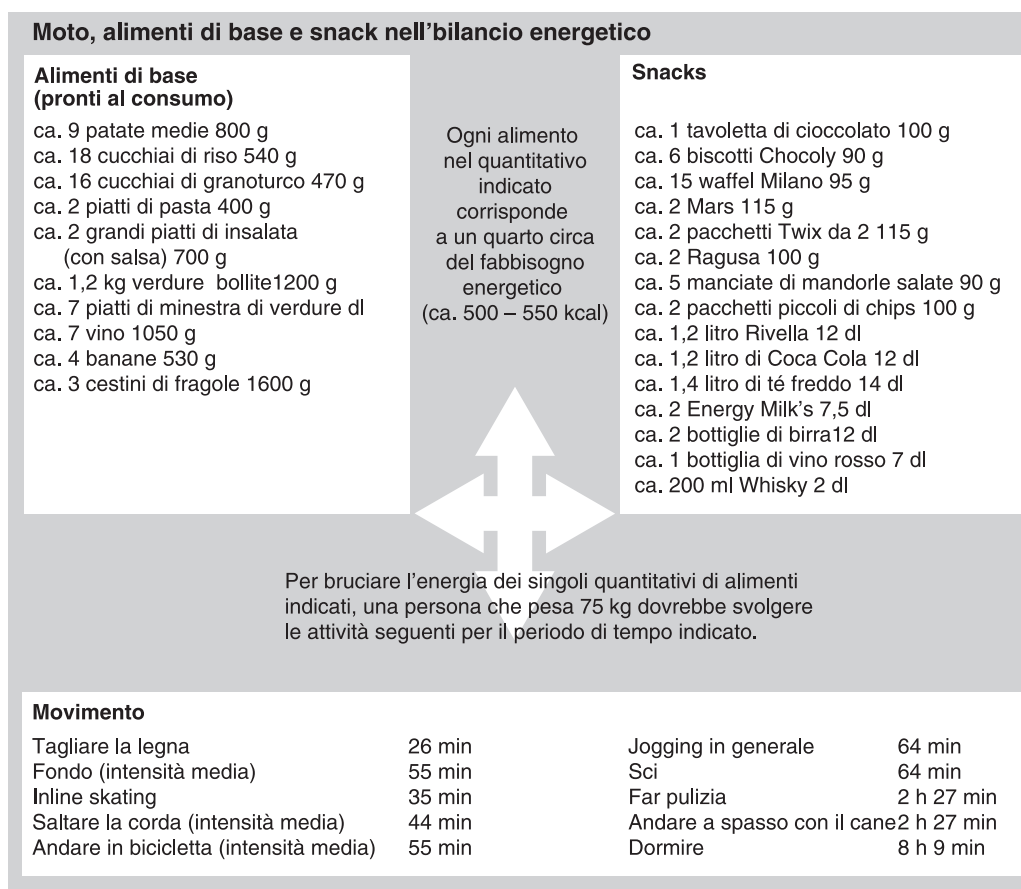 Moto, alimenti di base e snack nell'bilancio energetico
Alimenti di base
(pronti al consumo)
ca. 9 patate medie 800 g
ca. 18 cucchiai di riso 540 g
ca. 16 cucchiai di granoturco 470 g
ca. 2 piatti di pasta 400 g
ca. 2 grandi piatti di insalata
(con salsa) 700 g
ca. 1,2 kg verdure bollite1200 g
ca. 7 piatti di minestra di verdure dl
ca. 7 vino 1050 g
ca. 4 banane 530 g
ca. 3 cestini di fragole 1600 g
Ogni alimento
nel quantitativo
indicato
corrisponde
a un quarto circa
del fabbisogno
energetico
(ca. 500 – 550 kcal)
Snacks
ca. 1 tavoletta di cioccolato 100 g
ca. 6 biscotti Chocoly 90 g
ca. 15 waffel Milano 95 g
ca. 2 Mars 115 g
ca. 2 pacchetti Twix da 2 115 g
ca. 2 Ragusa 100 g
ca. 5 manciate di mandorle salate 90 g
ca. 2 pacchetti piccoli di chips 100 g
ca. 1,2 litro Rivella 12 dl
ca. 1,2 litro di Coca Cola 12 dl
ca. 1,4 litro di té freddo 14 dl
ca. 2 Energy Milk's 7,5 dl
ca. 2 bottiglie di birra12 dl
ca. 1 bottiglia di vino rosso 7 dl
ca. 200 ml Whisky 2 dl
Per bruciare l'energia dei singoli quantitativi di alimenti
indicati, una persona che pesa 75 kg dovrebbe svolgere
le attività seguenti per il periodo di tempo indicato.
Movimento
Tagliare la legna 26 min
Fondo (intensità media) 55 min
Inline skating 35 min
Saltare la corda (intensità media) 44 min
Andare in bicicletta (intensità media) 55 min
Jogging in generale 64 min
Sci 64 min
Far pulizia 2 h 27 min
Andare a spasso con il cane2 h 27 min
Dormire 8 h 9 min